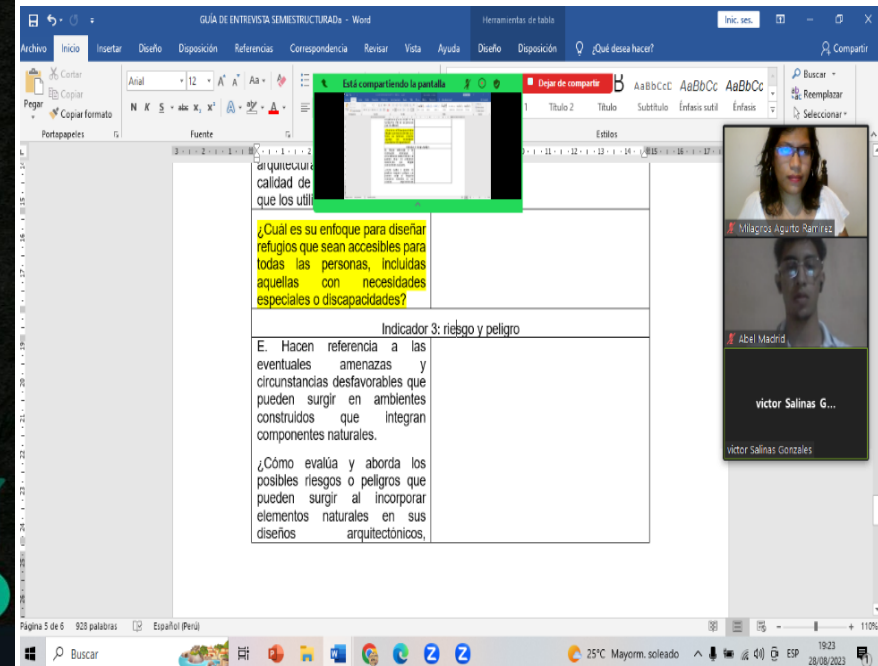 GUÍA DE ENTREVISTA SEMIESTRUCTURADa - Word
Herramientas de tabla
Inic. ses.
Archivo Inicio Insertar Diseño Disposición Referencias Correspondencia Revisar Vista Ayuda Diseño Disposición ¿Qué desea hacer? Compartir
Pegar
Cortar
Copiar
Copiar formato
Portapapeles
Arial 12
N K S abc X₂ X²
Fuente
Está compartiendo la pantalla
Dejar de compartir
AaBbCcC AaBbCc AaBbCc
1 Título 2 Título Subtítulo Énfasis sutil Énfasis
Estilos
Buscar
Reemplazar
Seleccionar
arquitectura
calidad de
que los utili
¿Cuál es su enfoque para diseñar
refugios que sean accesibles para
todas las personas, incluidas
aquellas con necesidades
especiales o discapacidades?
Indicador 3: riesgo y peligro
E. Hacen referencia a las
eventuales amenazas y
circunstancias desfavorables que
pueden surgir en ambientes
construidos que integran
componentes naturales.
¿Cómo evalúa y aborda los
posibles riesgos o peligros que
pueden surgir al incorporar
elementos naturales en sus
diseños arquitectónicos,
Milagros Agurto Ramirez
Abel Madrid
victor Salinas G...
victor Salinas Gonzales
Página 5 de 6 928 palabras Español (Perú)
110%
Buscar
25°C Mayorm. soleado
ESP
19:23
28/08/2023